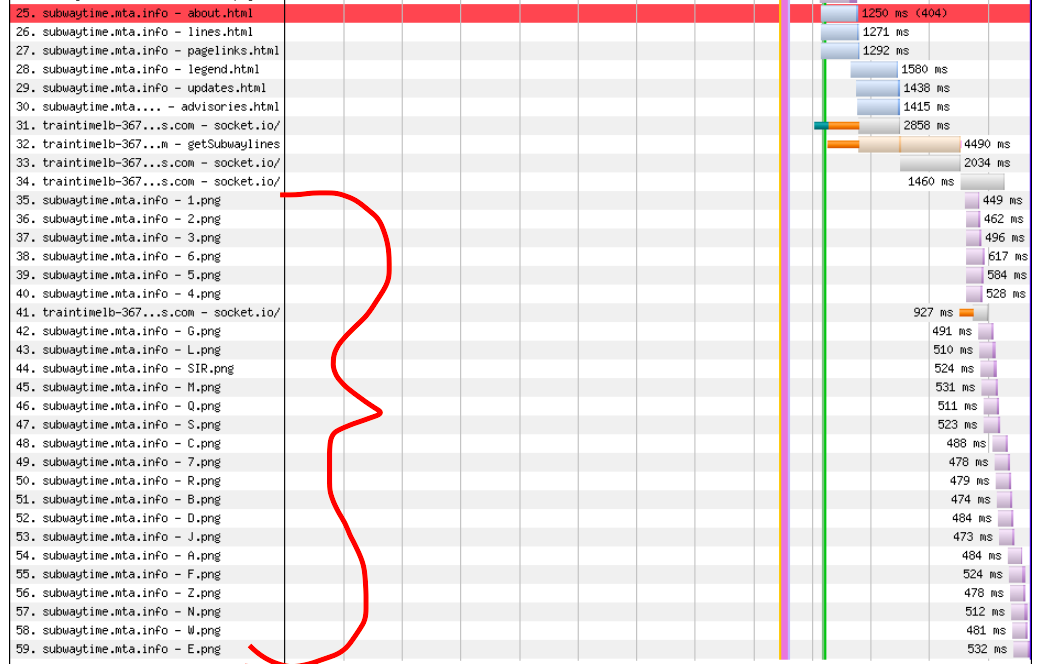 25. subwaytime.mta.info - about.html 1250 ms (404)
26. subwaytime.mta.info - lines.html 1271 ms
27. subwaytime.mta.info - pagelinks.html 1292 ms
28. subwaytime.mta.info - legend.html 1580 ms
29. subwaytime.mta.info - updates.html 1438 ms
30. subwaytime.mta.... - advisories.html 1415 ms
31. traintimelb-367...s.com - socket.io/ 2858 ms
32. traintimelb-367...m - getSubwaylines 4490 ms
33. traintimelb-367...s.com - socket.io/ 2034 ms
34. traintimelb-367...s.com - socket.io/ 1460 ms
35. subwaytime.mta.info - 1.png 449 ms
36. subwaytime.mta.info - 2.png 462 ms
37. subwaytime.mta.info - 3.png 496 ms
38. subwaytime.mta.info - 6.png 617 ms
39. subwaytime.mta.info - 5.png 584 ms
40. subwaytime.mta.info - 4.png 528 ms
41. traintimelb-367...s.com - socket.io/ 927 ms
42. subwaytime.mta.info - G.png 491 ms
43. subwaytime.mta.info - L.png 510 ms
44. subwaytime.mta.info - SIR.png 524 ms
45. subwaytime.mta.info - M.png 531 ms
46. subwaytime.mta.info - Q.png 511 ms
47. subwaytime.mta.info - S.png 523 ms
48. subwaytime.mta.info - C.png 488 ms
49. subwaytime.mta.info - 7.png 478 ms
50. subwaytime.mta.info - R.png 479 ms
51. subwaytime.mta.info - B.png 474 ms
52. subwaytime.mta.info - D.png 484 ms
53. subwaytime.mta.info - J.png 473 ms
54. subwaytime.mta.info - A.png 484 ms
55. subwaytime.mta.info - F.png 524 ms
56. subwaytime.mta.info - Z.png 478 ms
57. subwaytime.mta.info - N.png 512 ms
58. subwaytime.mta.info - W.png 481 ms
59. subwaytime.mta.info - E.png 532 ms